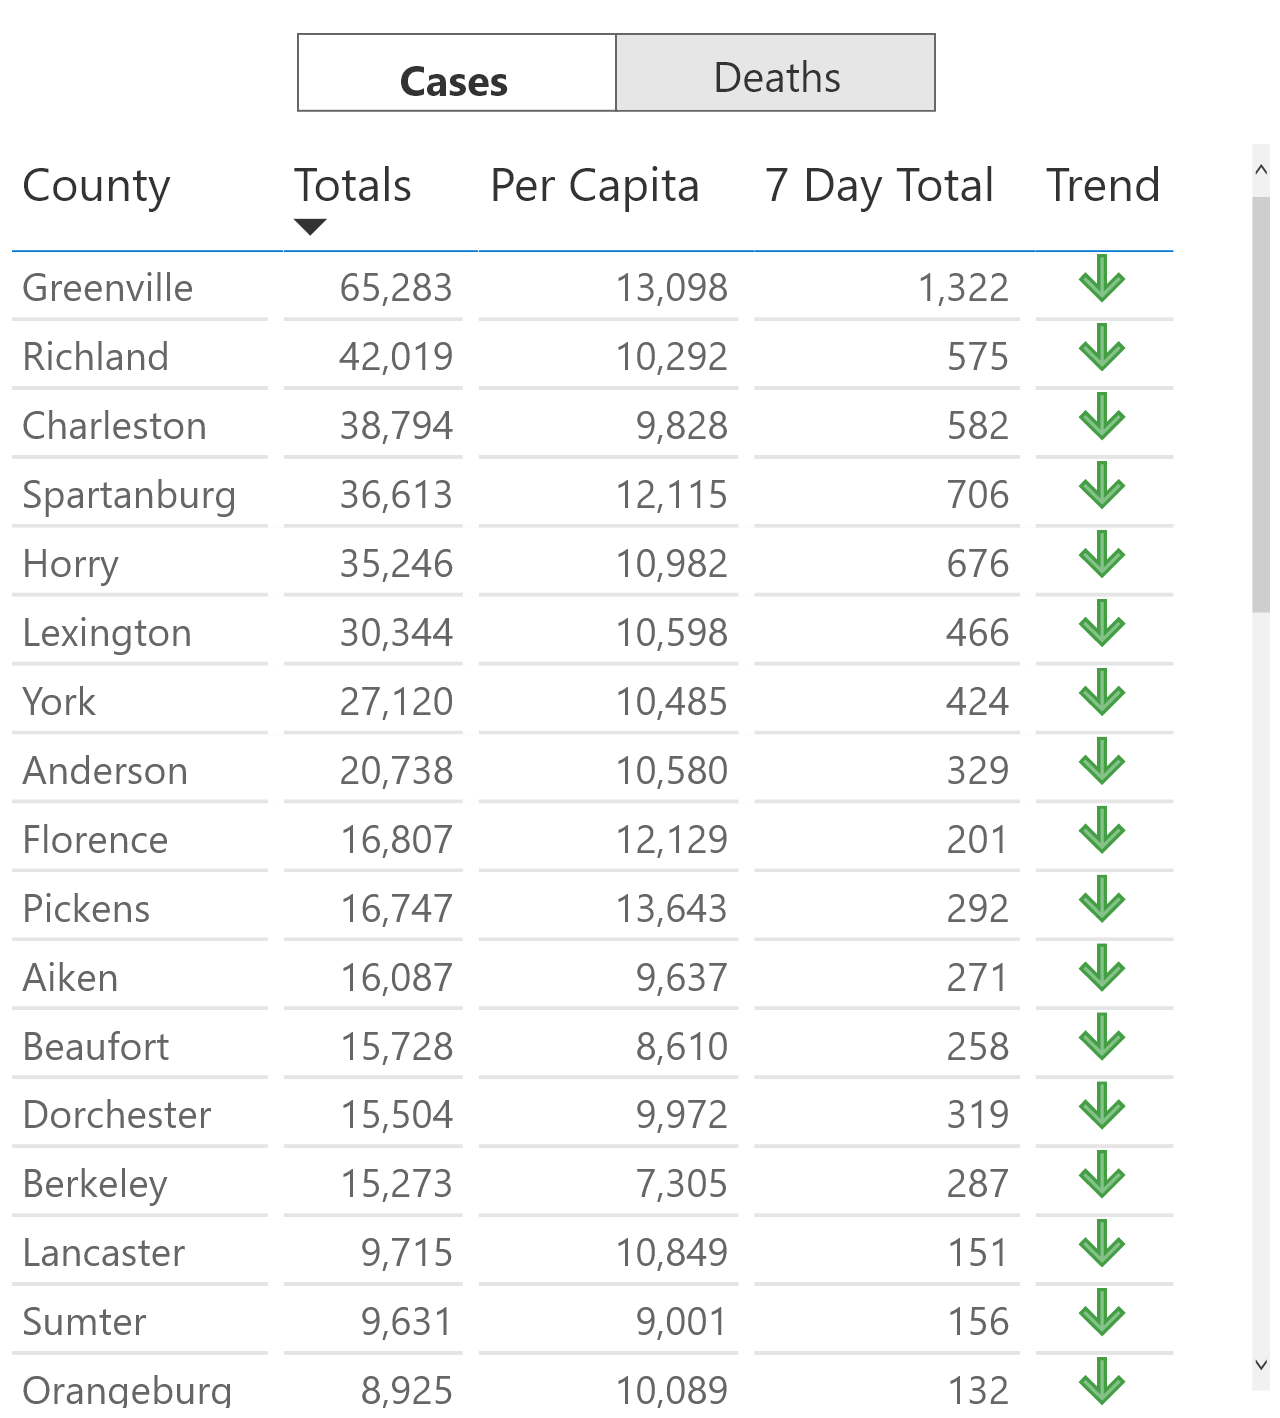 Cases Deaths
County Totals Per Capita 7 Day Total Trend
Greenville 65,283 13,098 1,322
Richland 42,019 10,292 575
Charleston 38,794 9,828 582
Spartanburg 36,613 12,115 706
Horry 35,246 10,982 676
Lexington 30,344 10,598 466
York 27,120 10,485 424
Anderson 20,738 10,580 329
Florence 16,807 12,129 201
Pickens 16,747 13,643 292
Aiken 16,087 9,637 271
Beaufort 15,728 8,610 258
Dorchester 15,504 9,972 319
Berkeley 15,273 7,305 287
Lancaster 9,715 10,849 151
Sumter 9,631 9,001 156
Orangeburg 8,925 10,089 132